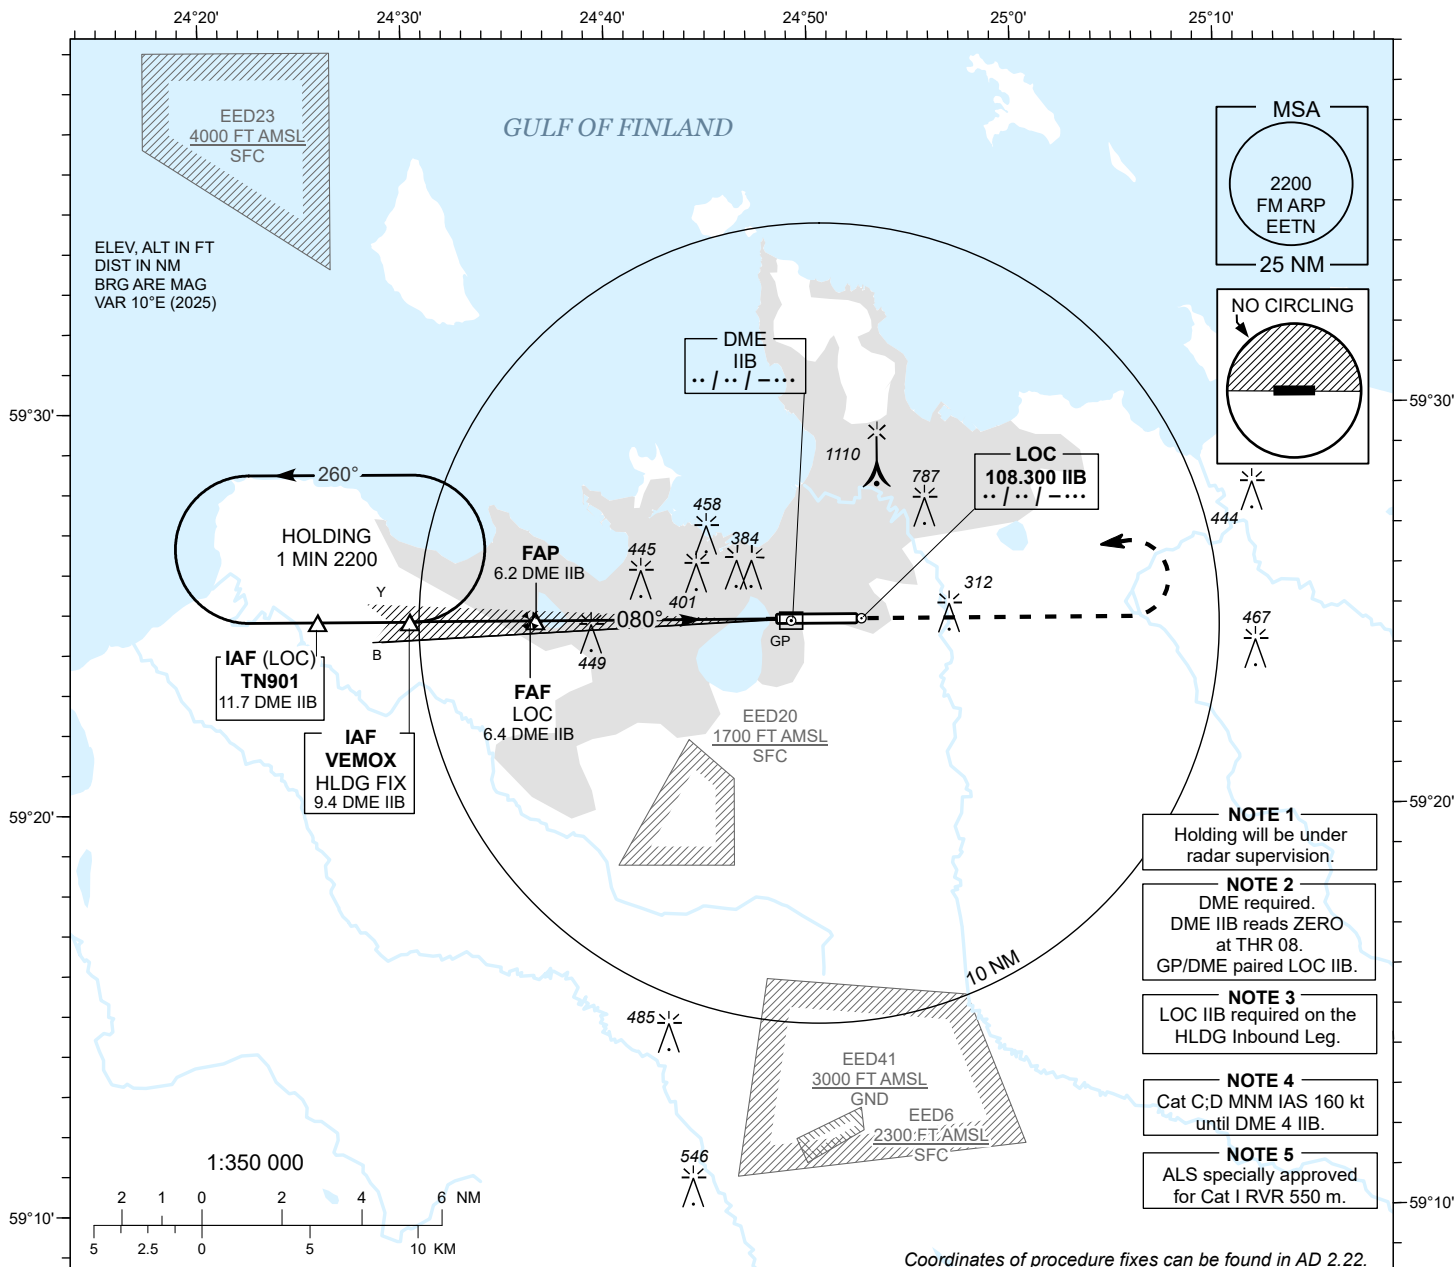 24°20'
24°30'
24°40'
24°50'
25°0'
25°10'
EED23
4000 FT AMSL
SFC
GULF OF FINLAND
MSA
2200
FM ARP
EETN
25 NM
ELEV, ALT IN FT
DIST IN NM
BRG ARE MAG
VAR 10°E (2025)
NO CIRCLING
DME
IIB
·· / ·· / –···
59°30'
59°30'
1110
787
LOC
108.300 IIB
·· / ·· / –···
444
260°
HOLDING
1 MIN 2200
458
445
384
401
FAP
6.2 DME IIB
312
467
Y
B
080°
449
GP
IAF (LOC)
TN901
11.7 DME IIB
FAF
LOC
6.4 DME IIB
IAF
VEMOX
HLDG FIX
9.4 DME IIB
EED20
1700 FT AMSL
SFC
59°20'
59°20'
NOTE 1
Holding will be under
radar supervision.
NOTE 2
DME required.
DME IIB reads ZERO
at THR 08.
GP/DME paired LOC IIB.
10 NM
NOTE 3
LOC IIB required on the
HLDG Inbound Leg.
485
EED41
3000 FT AMSL
GND
EED6
2300 FT AMSL
SFC
NOTE 4
Cat C;D MNM IAS 160 kt
until DME 4 IIB.
NOTE 5
ALS specially approved
for Cat I RVR 550 m.
546
1:350 000
2 1 0 2 4 6 NM
5 2.5 0 5 10 KM
59°10'
59°10'
Coordinates of procedure fixes can be found in AD 2.22.